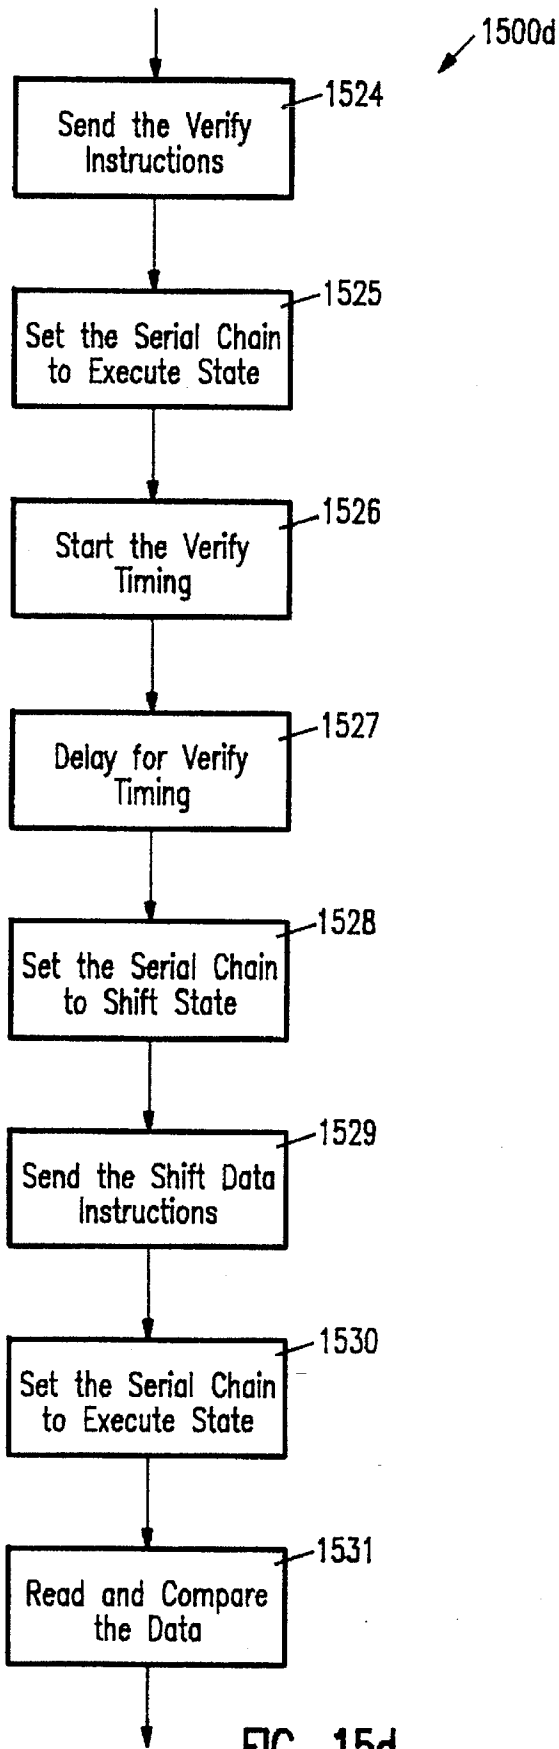 1500d
1524
Send the Verify
Instructions
1525
Set the Serial Chain
to Execute State
1526
Start the Verify
Timing
1527
Delay for Verify
Timing
1528
Set the Serial Chain
to Shift State
1529
Send the Shift Data
Instructions
1530
Set the Serial Chain
to Execute State
1531
Read and Compare
the Data
FIG. 15d